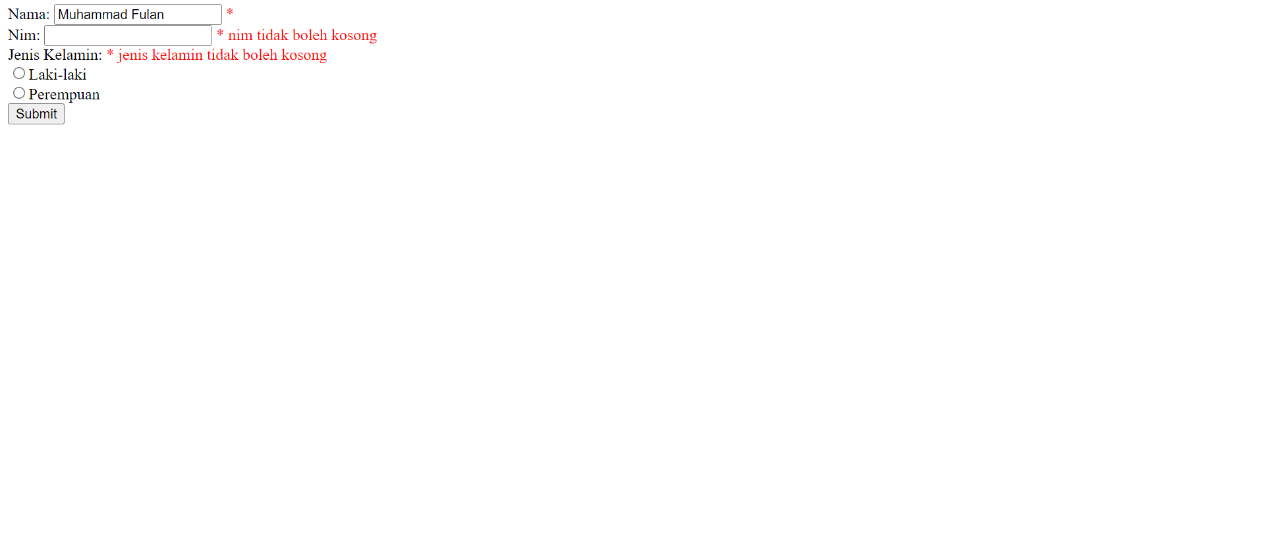 Nama: Muhammad Fulan *
Nim: * nim tidak boleh kosong
Jenis Kelamin: * jenis kelamin tidak boleh kosong
Laki-laki
Perempuan
Submit